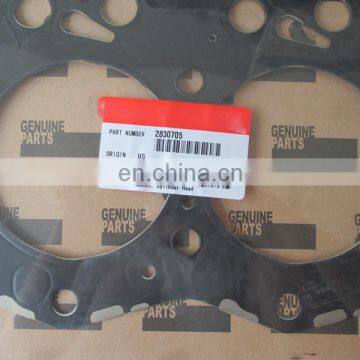 GENUINE
PARTS
GENUINE
PARTS
PART NUMBER 2830705
ORIGIN US
en.china.cn
Cylinder Head
GENUINE
PARTS
GENUINE
PARTS
GENUINE
PARTS